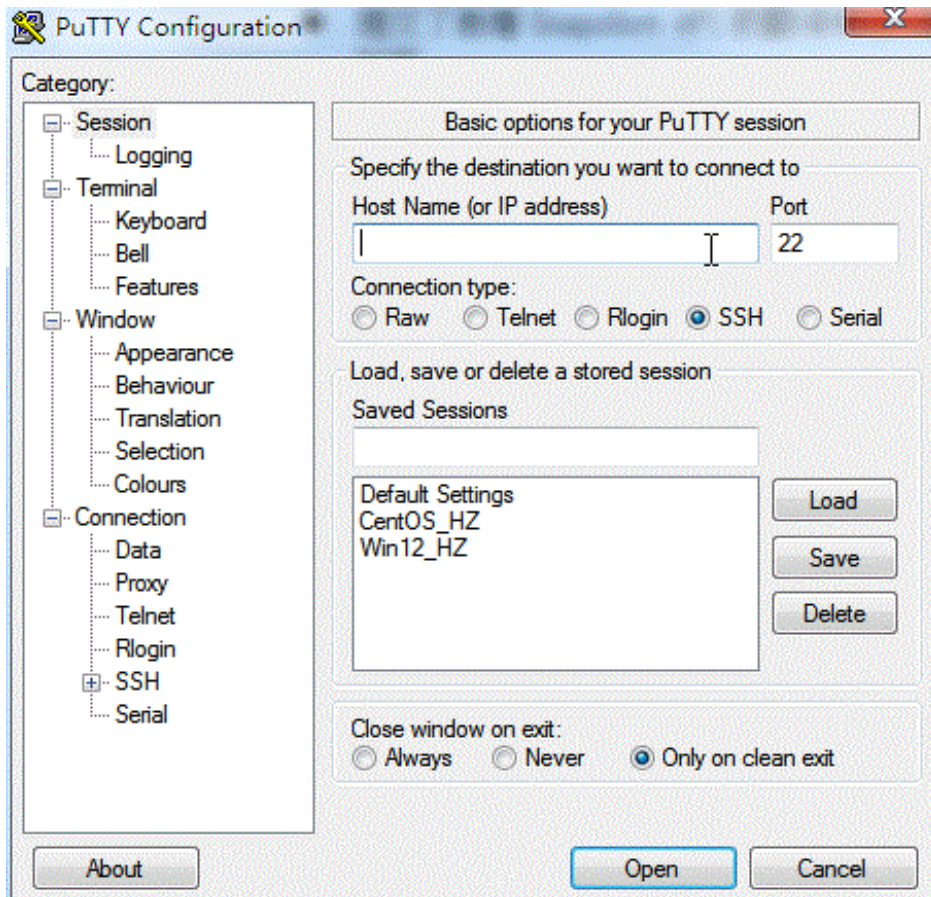 PuTTY Configuration
Category:
Session
Logging
Terminal
Keyboard
Bell
Features
Window
Appearance
Behaviour
Translation
Selection
Colours
Connection
Data
Proxy
Telnet
Rlogin
SSH
Serial
Basic options for your PuTTY session
Specify the destination you want to connect to
Host Name (or IP address) Port
22
Connection type:
Raw Telnet Rlogin SSH Serial
Load, save or delete a stored session
Saved Sessions
Default Settings
CentOS_HZ
Win12_HZ
Load
Save
Delete
Close window on exit:
Always Never Only on clean exit
About Open Cancel